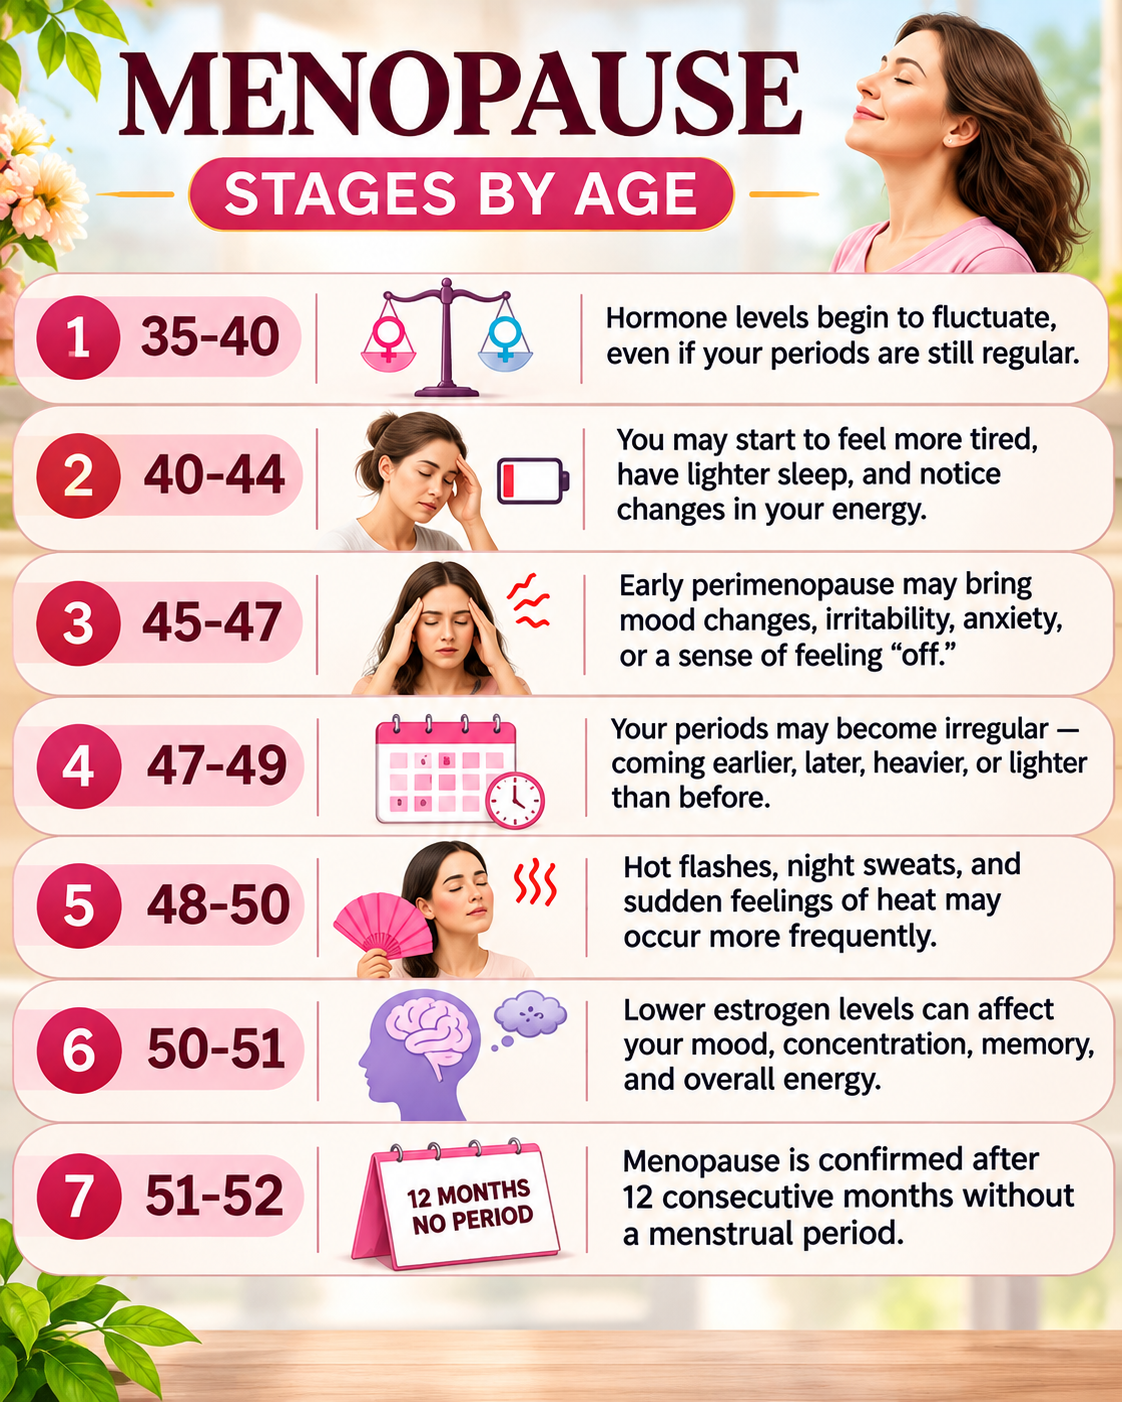 MENOPAUSE
STAGES BY AGE
1 35-40
Hormone levels begin to fluctuate,
even if your periods are still regular.
2 40-44
You may start to feel more tired,
have lighter sleep, and notice
changes in your energy.
3 45-47
Early perimenopause may bring
mood changes, irritability, anxiety,
or a sense of feeling “off.”
4 47-49
Your periods may become irregular —
coming earlier, later, heavier, or lighter
than before.
5 48-50
Hot flashes, night sweats, and
sudden feelings of heat may
occur more frequently.
6 50-51
Lower estrogen levels can affect
your mood, concentration, memory,
and overall energy.
7 51-52
12 MONTHS
NO PERIOD
Menopause is confirmed after
12 consecutive months without
a menstrual period.